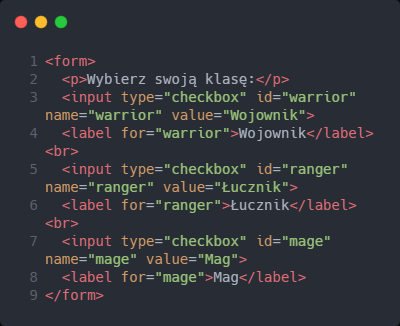 1 <form>
2   <p>Wybierz swoją klasę:</p>
3   <input type="checkbox" id="warrior"
name="warrior" value="Wojownik">
4   <label for="warrior">Wojownik</label>
<br>
5   <input type="checkbox" id="ranger"
name="ranger" value="Łucznik">
6   <label for="ranger">Łucznik</label>
<br>
7   <input type="checkbox" id="mage"
name="mage" value="Mag">
8   <label for="mage">Mag</label>
9 </form>